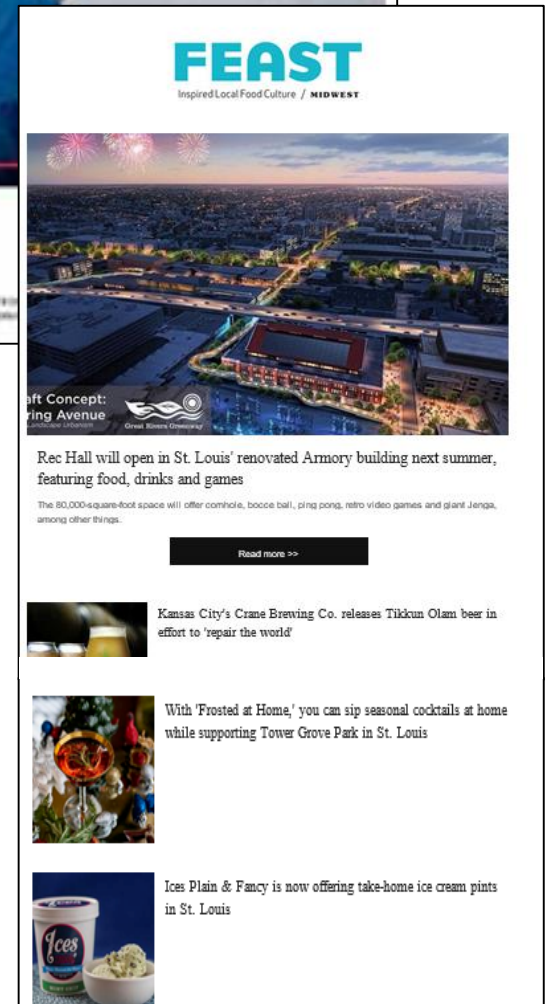 FEAST
Inspired Local Food Culture / MIDWEST
aft Concept:
ring Avenue
Landscape Urbanism
Great Rivers Greenway
Rec Hall will open in St. Louis' renovated Armory building next summer,
featuring food, drinks and games
The 80,000-square-foot space will offer cornhole, bocce ball, ping pong, retro video games and giant Jenga,
among other things.
Read more >>
Kansas City's Crane Brewing Co. releases Tikkun Olam beer in
effort to 'repair the world'
With 'Frosted at Home,' you can sip seasonal cocktails at home
while supporting Tower Grove Park in St. Louis
Ices Plain & Fancy is now offering take-home ice cream pints
in St. Louis
Ices